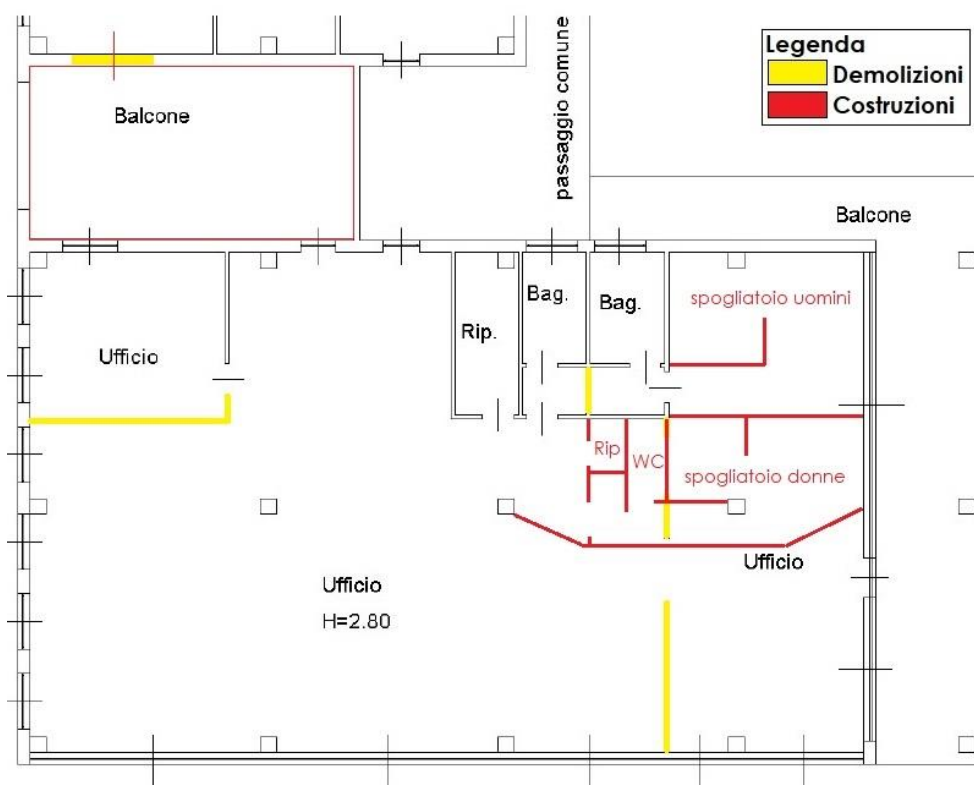 Legenda
Demolizioni
Costruzioni
Balcone
passaggio comune
Balcone
Bag.
Bag.
spogliatoio uomini
Rip.
Ufficio
Rip
WC
spogliatoio donne
Ufficio
Ufficio
H=2.80